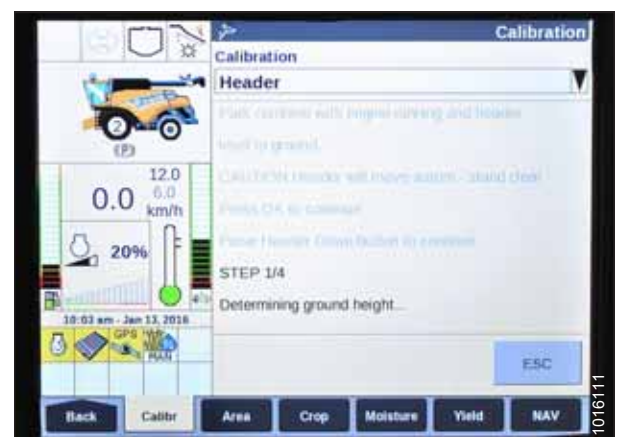 Calibration
Calibration
Header
Park combine with engine running and header
level to ground.
CAUTION Header will move autom. - stand clear
Press OK to continue
Press Header Down button to continue
STEP 1/4
Determining ground height...
ESC
2
(P)
12.0
0.0
6.0
km/h
20%
10:03 am - Jan 13, 2016
GPS
MAN
Back
Calibr
Area
Crop
Moisture
Yield
NAV
1016111